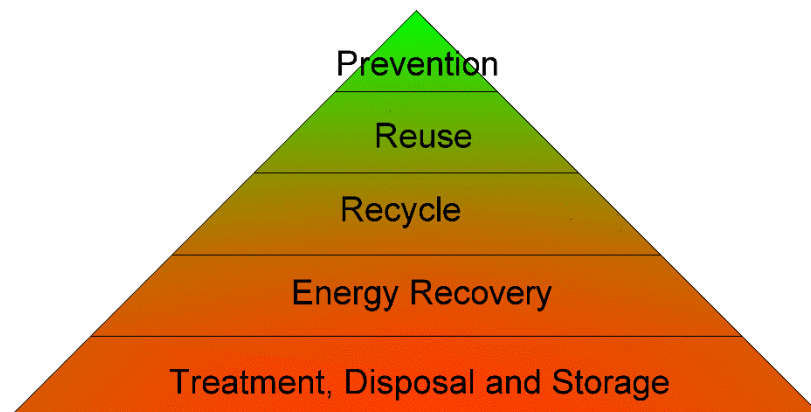 Prevention
Reuse
Recycle
Energy Recovery
Treatment, Disposal and Storage